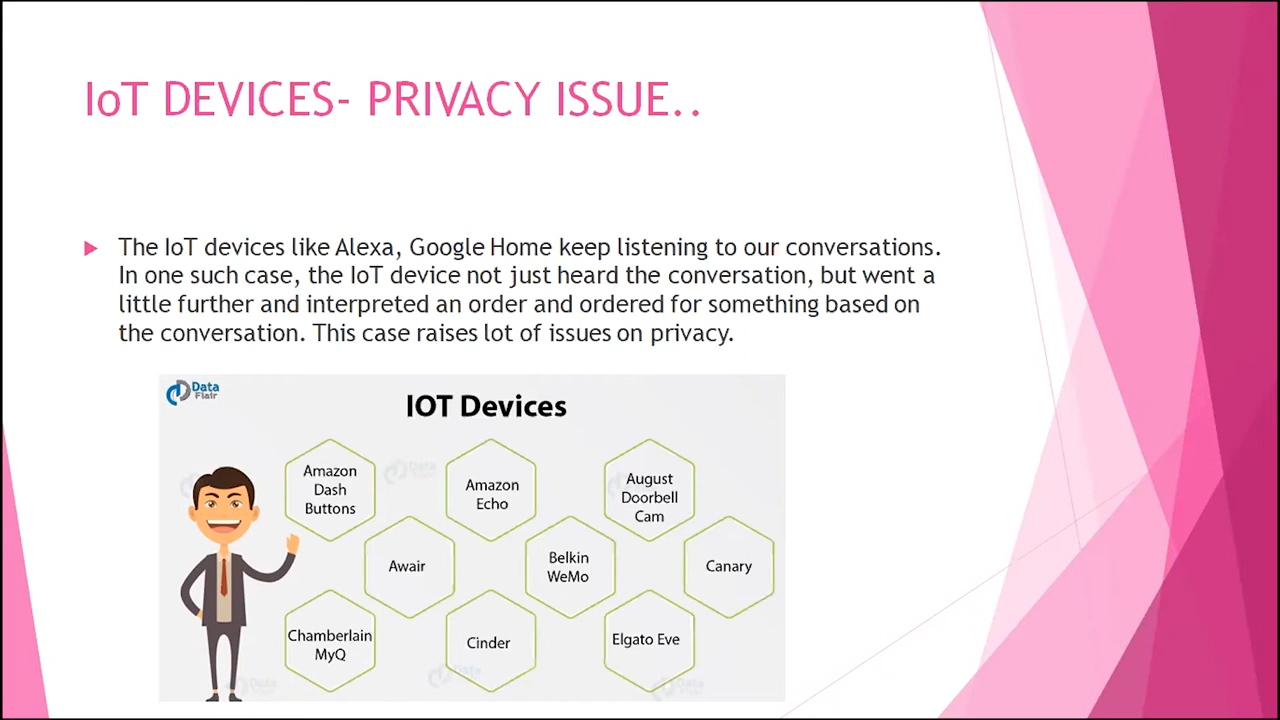 IoT DEVICES- PRIVACY ISSUE..
The IoT devices like Alexa, Google Home keep listening to our conversations.
In one such case, the IoT device not just heard the conversation, but went a
little further and interpreted an order and ordered for something based on
the conversation. This case raises lot of issues on privacy.
Data
Flair
IOT Devices
Amazon
Dash
Buttons
Amazon
Echo
August
Doorbell
Cam
Awair
Belkin
WeMo
Canary
Chamberlain
MyQ
Cinder
Elgato Eve